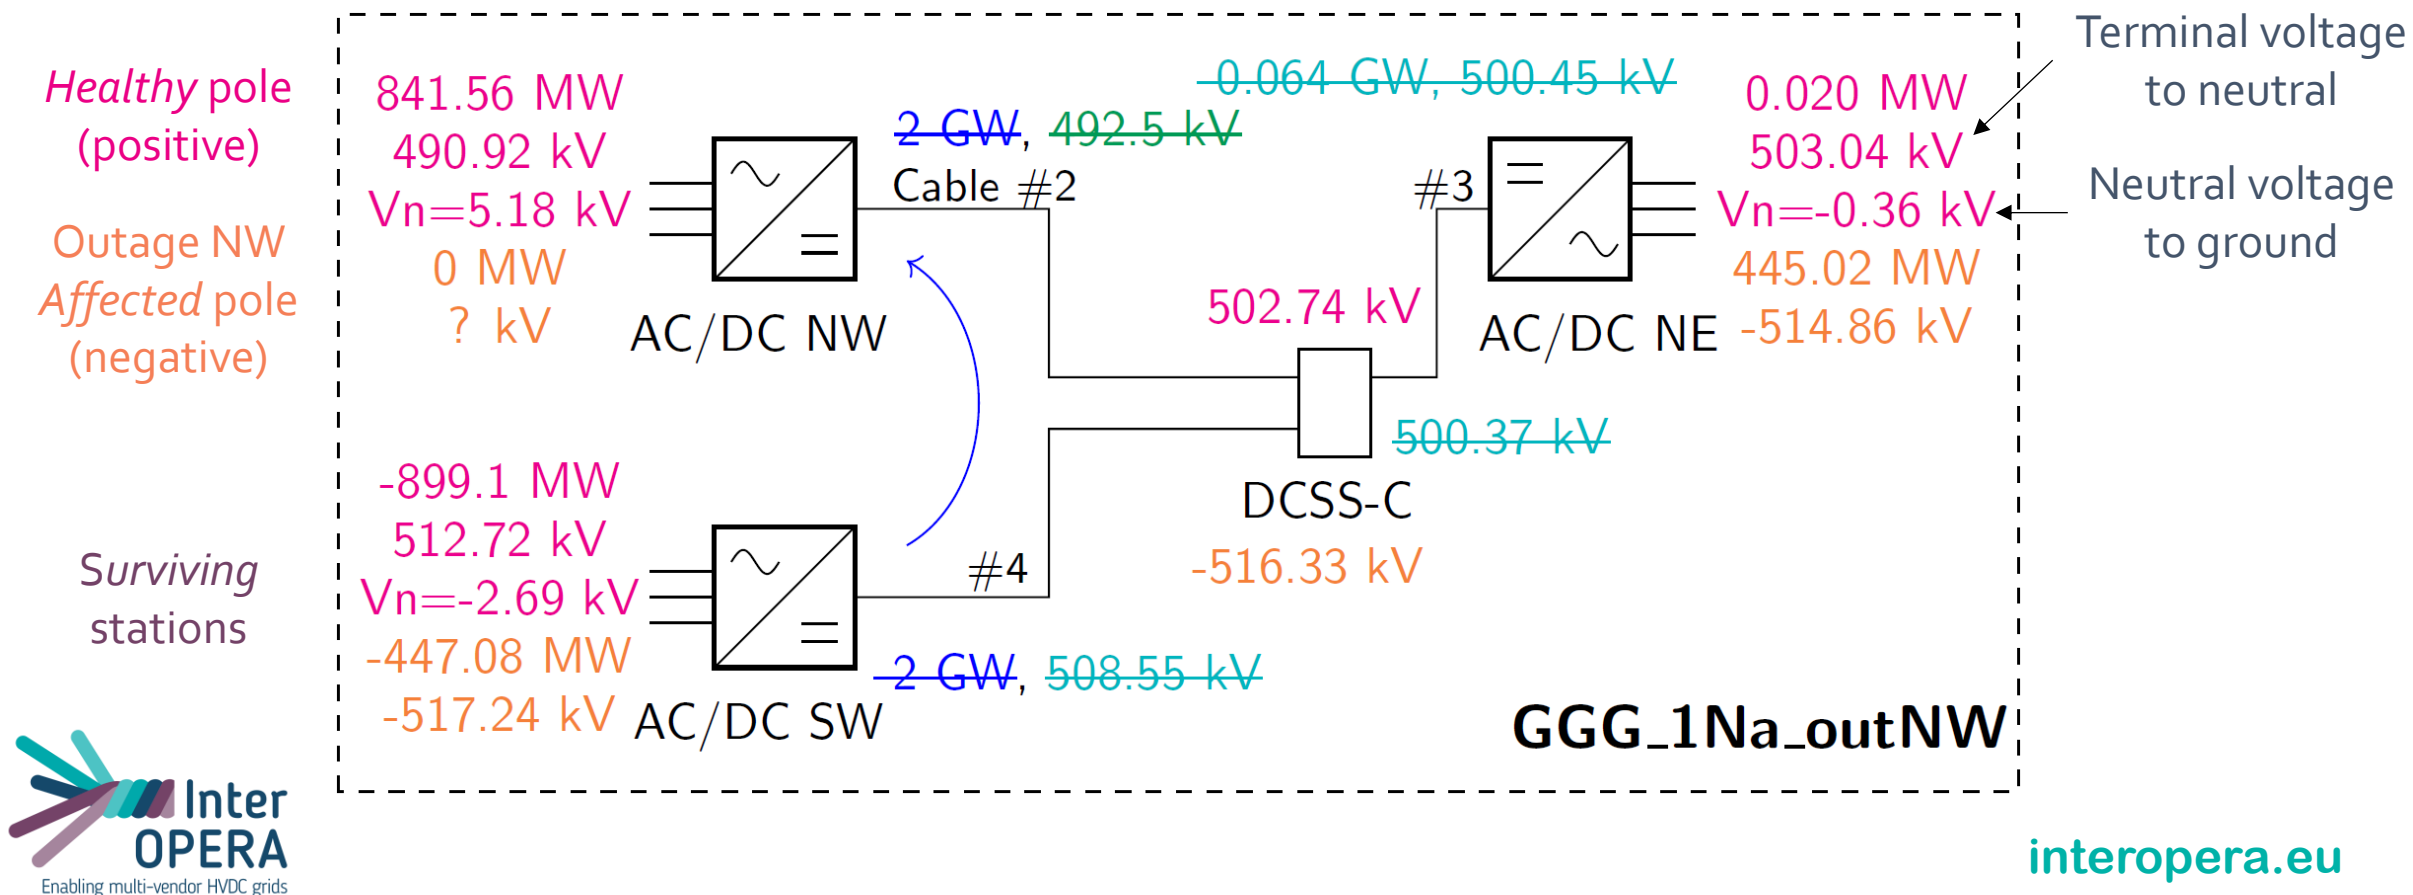 Healthy pole
(positive)
Outage NW
Affected pole
(negative)
Surviving
stations
841.56 MW
490.92 kV
Vn=5.18 kV
0 MW
? kV
2 GW, 492.5 kV
Cable #2
AC/DC NW
-0.064 GW, 500.45 kV
#3
0.020 MW
503.04 kV
Vn=-0.36 kV
445.02 MW
-514.86 kV
AC/DC NE
Terminal voltage
to neutral
Neutral voltage
to ground
502.74 kV
500.37 kV
DCSS-C
-516.33 kV
-899.1 MW
512.72 kV
Vn=-2.69 kV
-447.08 MW
-517.24 kV
#4
-2 GW, 508.55 kV
AC/DC SW
GGG_1Na_outNW
Inter
OPERA
Enabling multi-vendor HVDC grids
interopera.eu